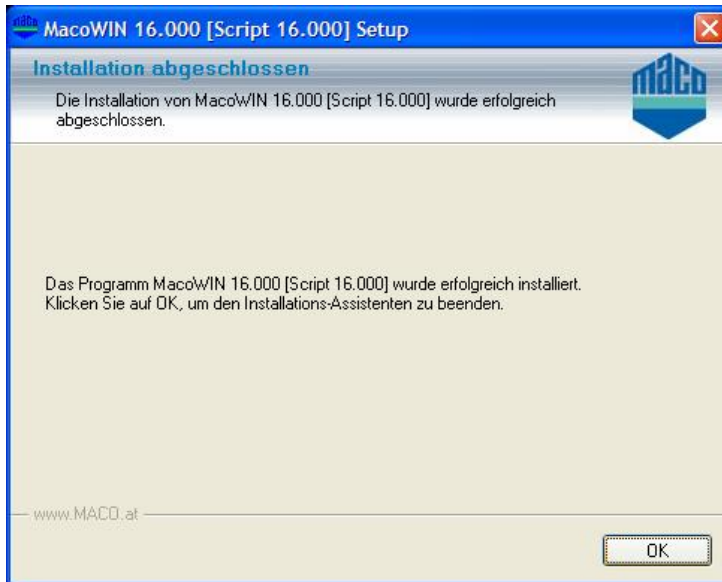 maco MacoWIN 16.000 [Script 16.000] Setup
Installation abgeschlossen
Die Installation von MacoWIN 16.000 [Script 16.000] wurde erfolgreich
abgeschlossen.
maco
Das Programm MacoWIN 16.000 [Script 16.000] wurde erfolgreich installiert.
Klicken Sie auf OK, um den Installations-Assistenten zu beenden.
www.MACO.at
OK